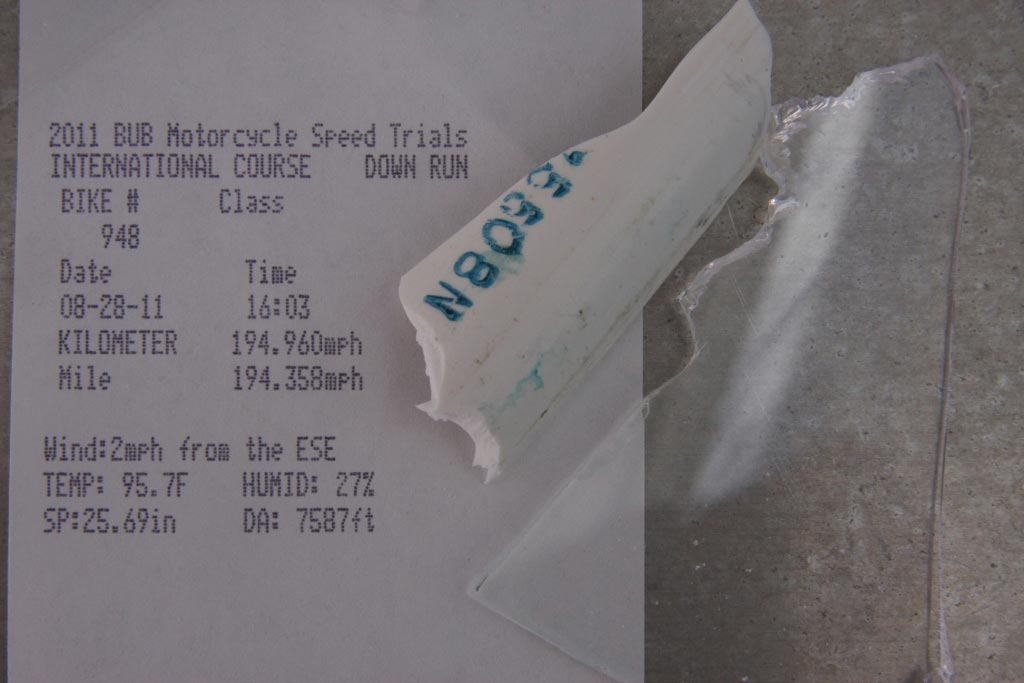 2011 BUB Motorcycle Speed Trials
INTERNATIONAL COURSE DOWN RUN
BIKE # Class
948
Date Time
08-28-11 16:03
KILOMETER 194.960mph
Mile 194.358mph
Wind:2mph from the ESE
TEMP: 95.7F HUMID: 27%
SP:25.69in DA: 7587ft